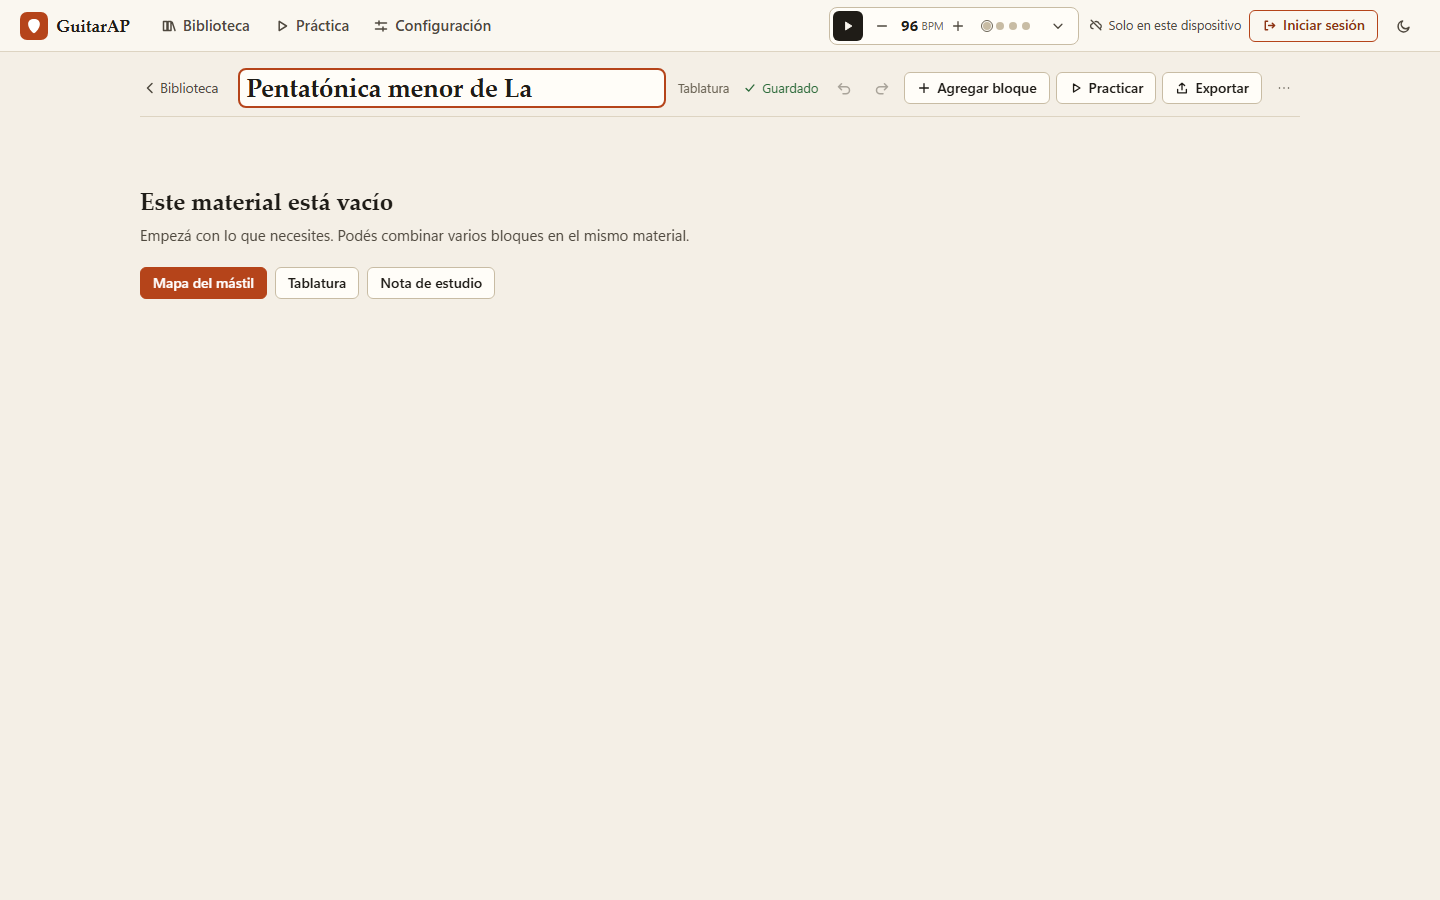 GuitarAP
Biblioteca
Práctica
Configuración
96 BPM
Solo en este dispositivo
Iniciar sesión
Biblioteca
Pentatónica menor de La
Tablatura
Guardado
Agregar bloque
Practicar
Exportar
Este material está vacío
Empezá con lo que necesites. Podés combinar varios bloques en el mismo material.
Mapa del mástil
Tablatura
Nota de estudio